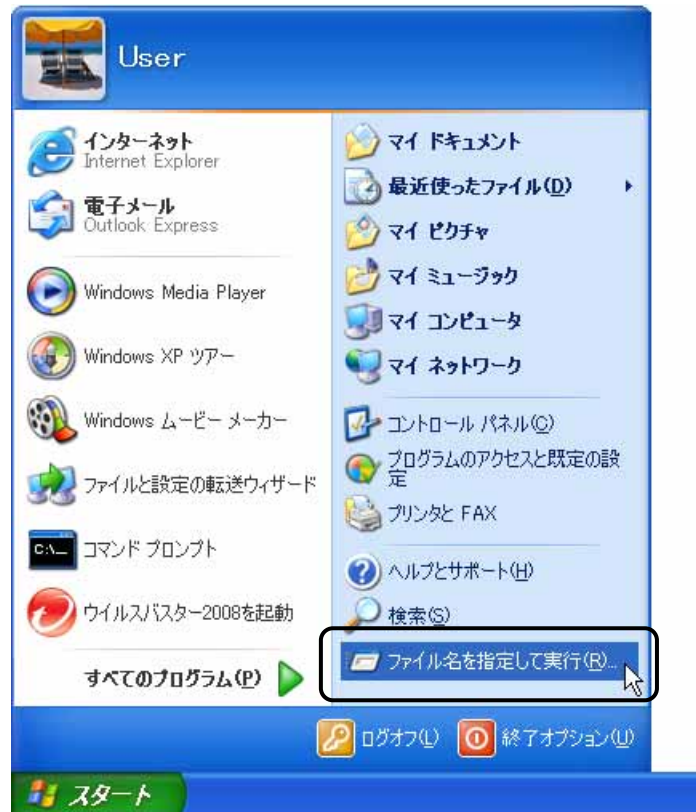 User
インターネット
Internet Explorer
電子メール
Outlook Express
Windows Media Player
Windows XP ツアー
Windows ムービー メーカー
ファイルと設定の転送ウィザード
C:\_
コマンド プロンプト
ウイルスバスター2008を起動
すべてのプログラム(P)
マイ ドキュメント
最近使ったファイル(D)
マイ ピクチャ
マイ ミュージック
マイ コンピュータ
マイ ネットワーク
コントロール パネル(C)
プログラムのアクセスと既定の設
定
プリンタと FAX
ヘルプとサポート(H)
検索(S)
ファイル名を指定して実行(R)...
ログオフ(L)
終了オプション(U)
スタート